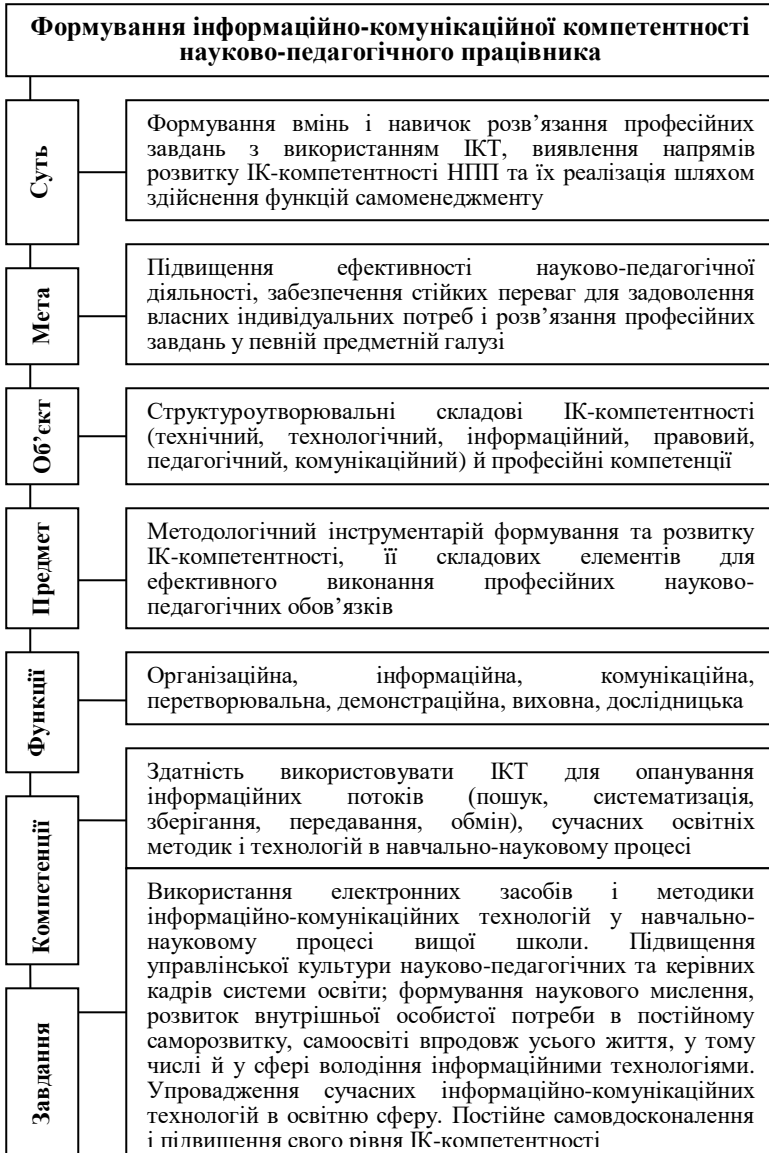 Формування інформаційно-комунікаційної компетентності
науково-педагогічного працівника
Суть
Формування вмінь і навичок розв'язання професійних
завдань з використанням ІКТ, виявлення напрямів
розвитку ІК-компетентності НПП та їх реалізація шляхом
здійснення функцій самоменеджменту
Мета
Підвищення ефективності науково-педагогічної
діяльності, забезпечення стійких переваг для задоволення
власних індивідуальних потреб і розв'язання професійних
завдань у певній предметній галузі
Об'єкт
Структуроутворювальні складові ІК-компетентності
(технічний, технологічний, інформаційний, правовий,
педагогічний, комунікаційний) й професійні компетенції
Предмет
Методологічний інструментарій формування та розвитку
ІК-компетентності, її складових елементів для
ефективного виконання професійних науково-
педагогічних обов'язків
Функції
Організаційна, інформаційна, комунікаційна,
перетворювальна, демонстраційна, виховна, дослідницька
Компетенції
Здатність використовувати ІКТ для опанування
інформаційних потоків (пошук, систематизація,
зберігання, передавання, обмін), сучасних освітніх
методик і технологій в навчально-науковому процесі
Завдання
Використання електронних засобів і методики
інформаційно-комунікаційних технологій у навчально-
науковому процесі вищої школи. Підвищення
управлінської культури науково-педагогічних та керівних
кадрів системи освіти; формування наукового мислення,
розвиток внутрішньої особистої потреби в постійному
саморозвитку, самоосвіті впродовж усього життя, у тому
числі й у сфері володіння інформаційними технологіями.
Упровадження сучасних інформаційно-комунікаційних
технологій в освітню сферу. Постійне самовдосконалення
і підвищення свого рівня ІК-компетентності